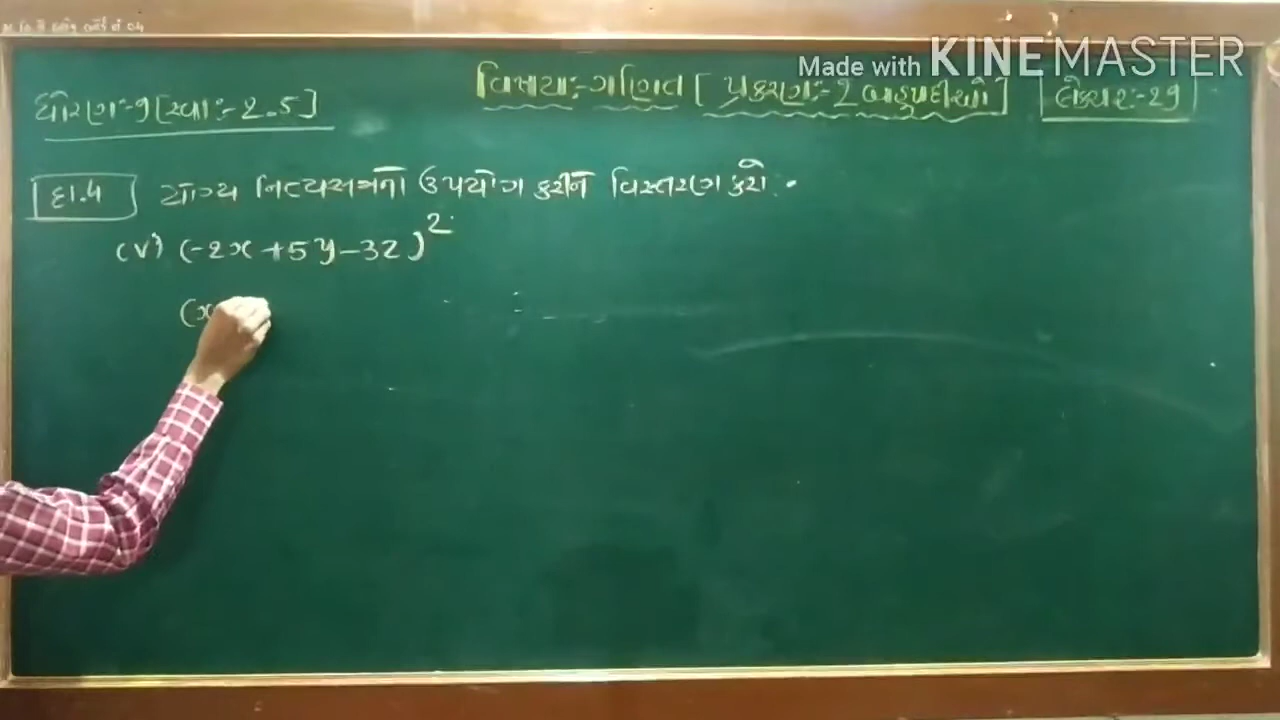 Made with KINEMASTER
ધોરણ:-9 [સ્વા:-2.5]
વિષય:-ગણિત [પ્રકરણ:-2 બહુપદીઓ]
લેક્ચર:-29
દા.4 યોગ્ય નિત્યસમનો ઉપયોગ કરીને વિસ્તરણ કરો.
(v) (-2x+5y-3z)²
(x